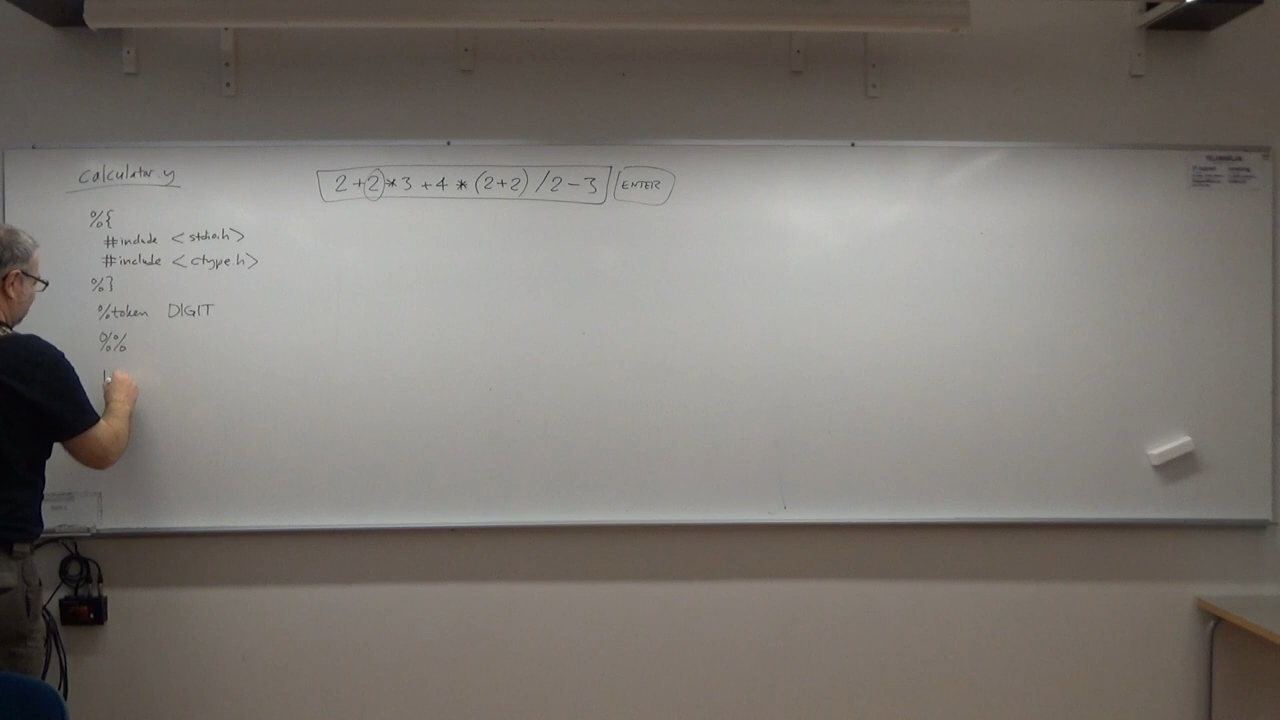 calculator.y
2+2*3+4*(2+2)/2-3 ENTER
%{
#include <stdio.h>
#include <ctype.h>
%}
%token DIGIT
%%